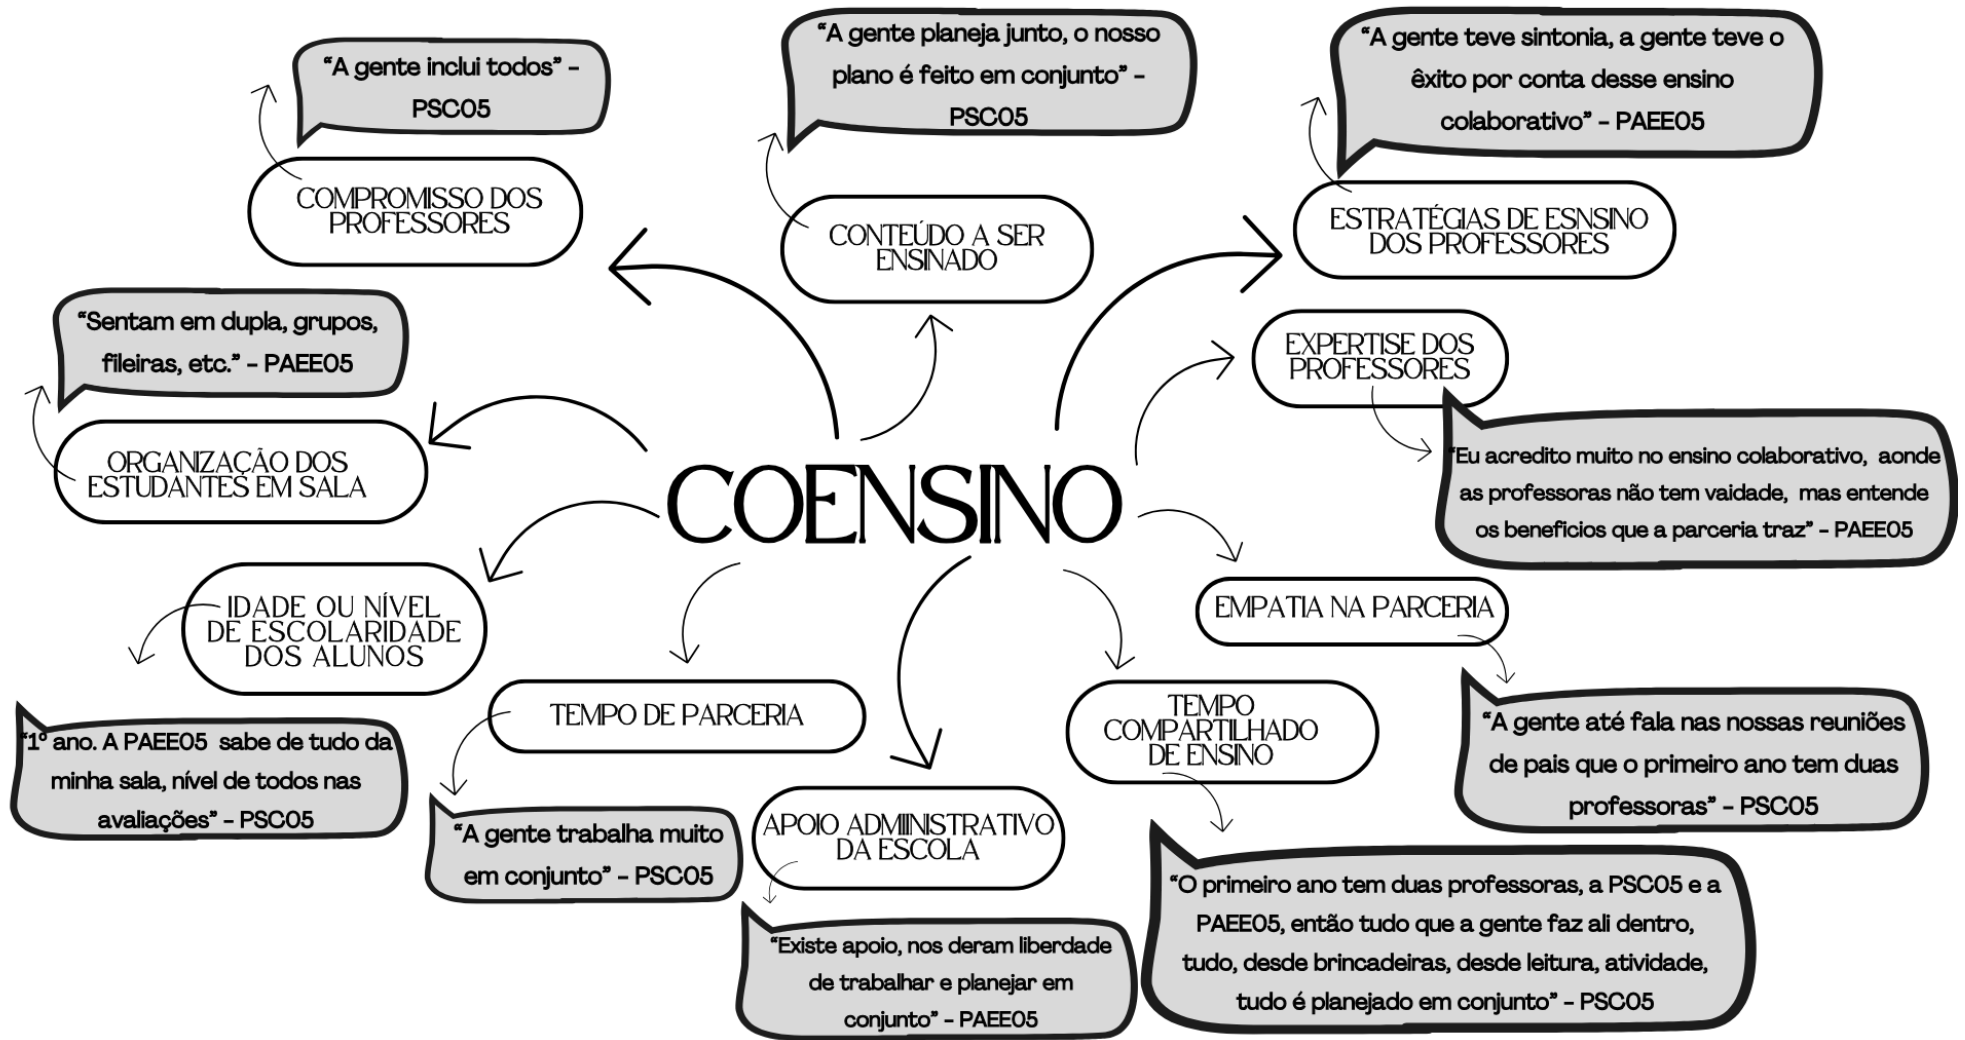 “A gente inclui todos” -
PSC05
COMPROMISSO DOS
PROFESSORES
“A gente planeja junto, o nosso
plano é feito em conjunto” -
PSC05
CONTEÚDO A SER
ENSINADO
“A gente teve sintonia, a gente teve o
êxito por conta desse ensino
colaborativo” - PAEE05
ESTRATÉGIAS DE ESNSINO
DOS PROFESSORES
“Sentam em dupla, grupos,
fileiras, etc.” - PAEE05
ORGANIZAÇÃO DOS
ESTUDANTES EM SALA
EXPERTISE DOS
PROFESSORES
“Eu acredito muito no ensino colaborativo, aonde
as professoras não tem vaidade, mas entende
os beneficios que a parceria traz” - PAEE05
COENSINO
IDADE OU NÍVEL
DE ESCOLARIDADE
DOS ALUNOS
“1º ano. A PAEE05 sabe de tudo da
minha sala, nível de todos nas
avaliações” - PSC05
TEMPO DE PARCERIA
“A gente trabalha muito
em conjunto” - PSC05
APOIO ADMINISTRATIVO
DA ESCOLA
“Existe apoio, nos deram liberdade
de trabalhar e planejar em
conjunto” - PAEE05
TEMPO
COMPARTILHADO
DE ENSINO
“O primeiro ano tem duas professoras, a PSC05 e a
PAEE05, então tudo que a gente faz ali dentro,
tudo, desde brincadeiras, desde leitura, atividade,
tudo é planejado em conjunto” - PSC05
EMPATIA NA PARCERIA
“A gente até fala nas nossas reuniões
de pais que o primeiro ano tem duas
professoras” - PSC05